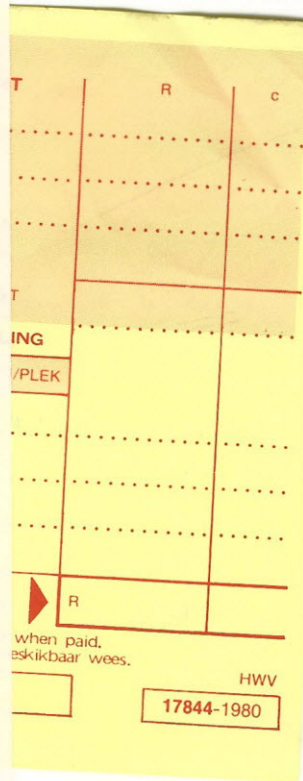 T R c
T
ING
/PLEK
R
when paid.
eskikbaar wees.
HWV
17844-1980